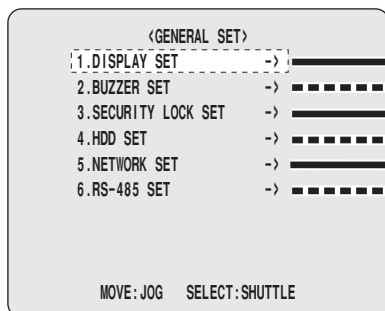 <GENERAL SET>
1.DISPLAY SET ->
2.BUZZER SET ->
3.SECURITY LOCK SET ->
4.HDD SET ->
5.NETWORK SET ->
6.RS-485 SET ->
MOVE:JOG SELECT:SHUTTLE